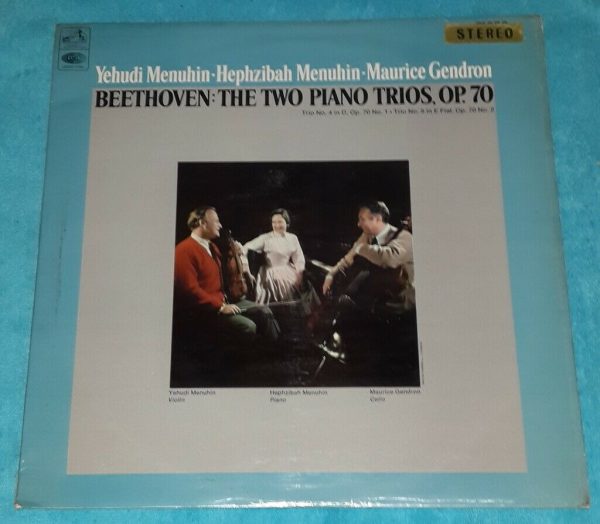 STEREO
Yehudi Menuhin·Hephzibah Menuhin·Maurice Gendron
BEETHOVEN: THE TWO PIANO TRIOS, OP. 70
Trio No. 4 in D, Op. 70 No. 1 · Trio No. 5 in E Flat, Op. 70 No. 2
Yehudi Menuhin
Violin
Hephzibah Menuhin
Piano
Maurice Gendron
Cello